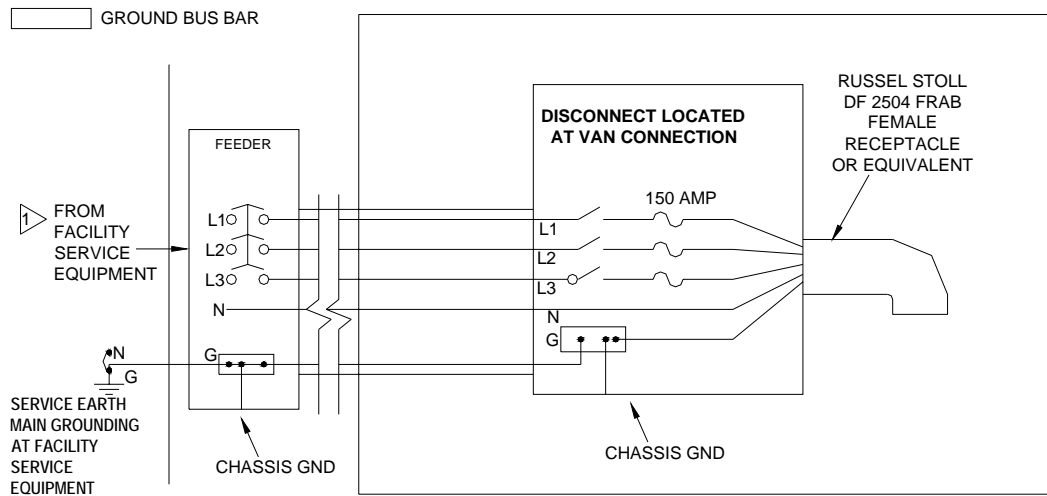 GROUND BUS BAR
RUSSEL STOLL
DF 2504 FRAB
FEMALE
RECEPTACLE
OR EQUIVALENT
DISCONNECT LOCATED
AT VAN CONNECTION
FEEDER
150 AMP
1
FROM
FACILITY
SERVICE
EQUIPMENT
L1
L2
L3
N
G
L1
L2
L3
N
G
N
G
SERVICE EARTH
MAIN GROUNDING
AT FACILITY
SERVICE
EQUIPMENT
CHASSIS GND
CHASSIS GND